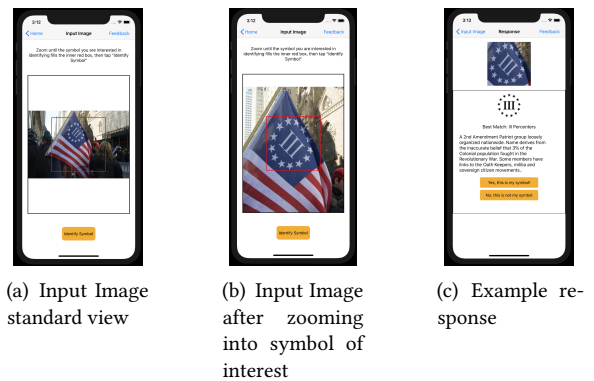 3:12
Home Input Image Feedback
Zoom until the symbol you are interested in
identifying fills the inner red box, then tap "Identify
Symbol"
Identify Symbol
(a) Input Image
standard view
3:12
Home Input Image Feedback
Zoom until the symbol you are interested in
identifying fills the inner red box, then tap "Identify
Symbol"
III
Identify Symbol
(b) Input Image
after zooming
into symbol of
interest
3:12
Input Image Response Feedback
III
III
Best Match: III Percenters
A 2nd Amendment Patriot group loosely
organized nationwide. Name derives from
the inaccurate belief that 3% of the
Colonial population fought in the
Revolutionary War. Some members have
links to the Oath Keepers, militia and
sovereign citizen movements..
Yes, this is my symbol!
No, this is not my symbol
(c) Example re-
sponse